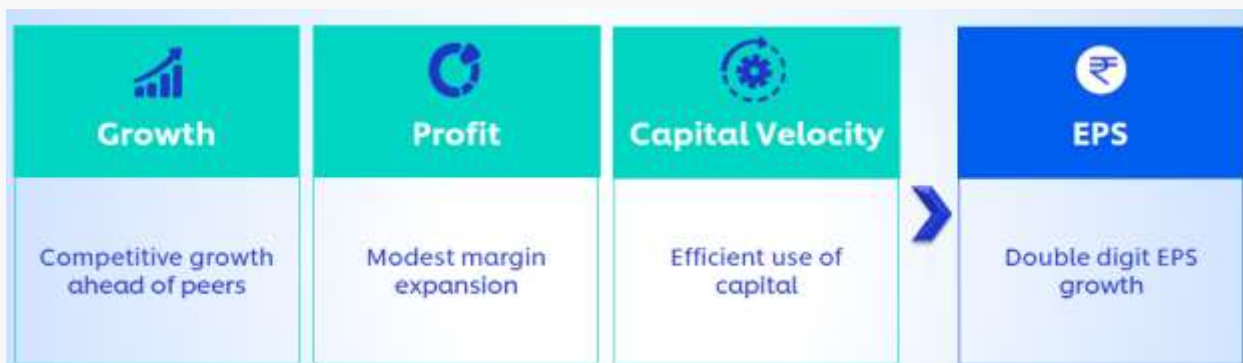 Growth
Competitive growth
ahead of peers
Profit
Modest margin
expansion
Capital Velocity
Efficient use of
capital
₹
EPS
Double digit EPS
growth